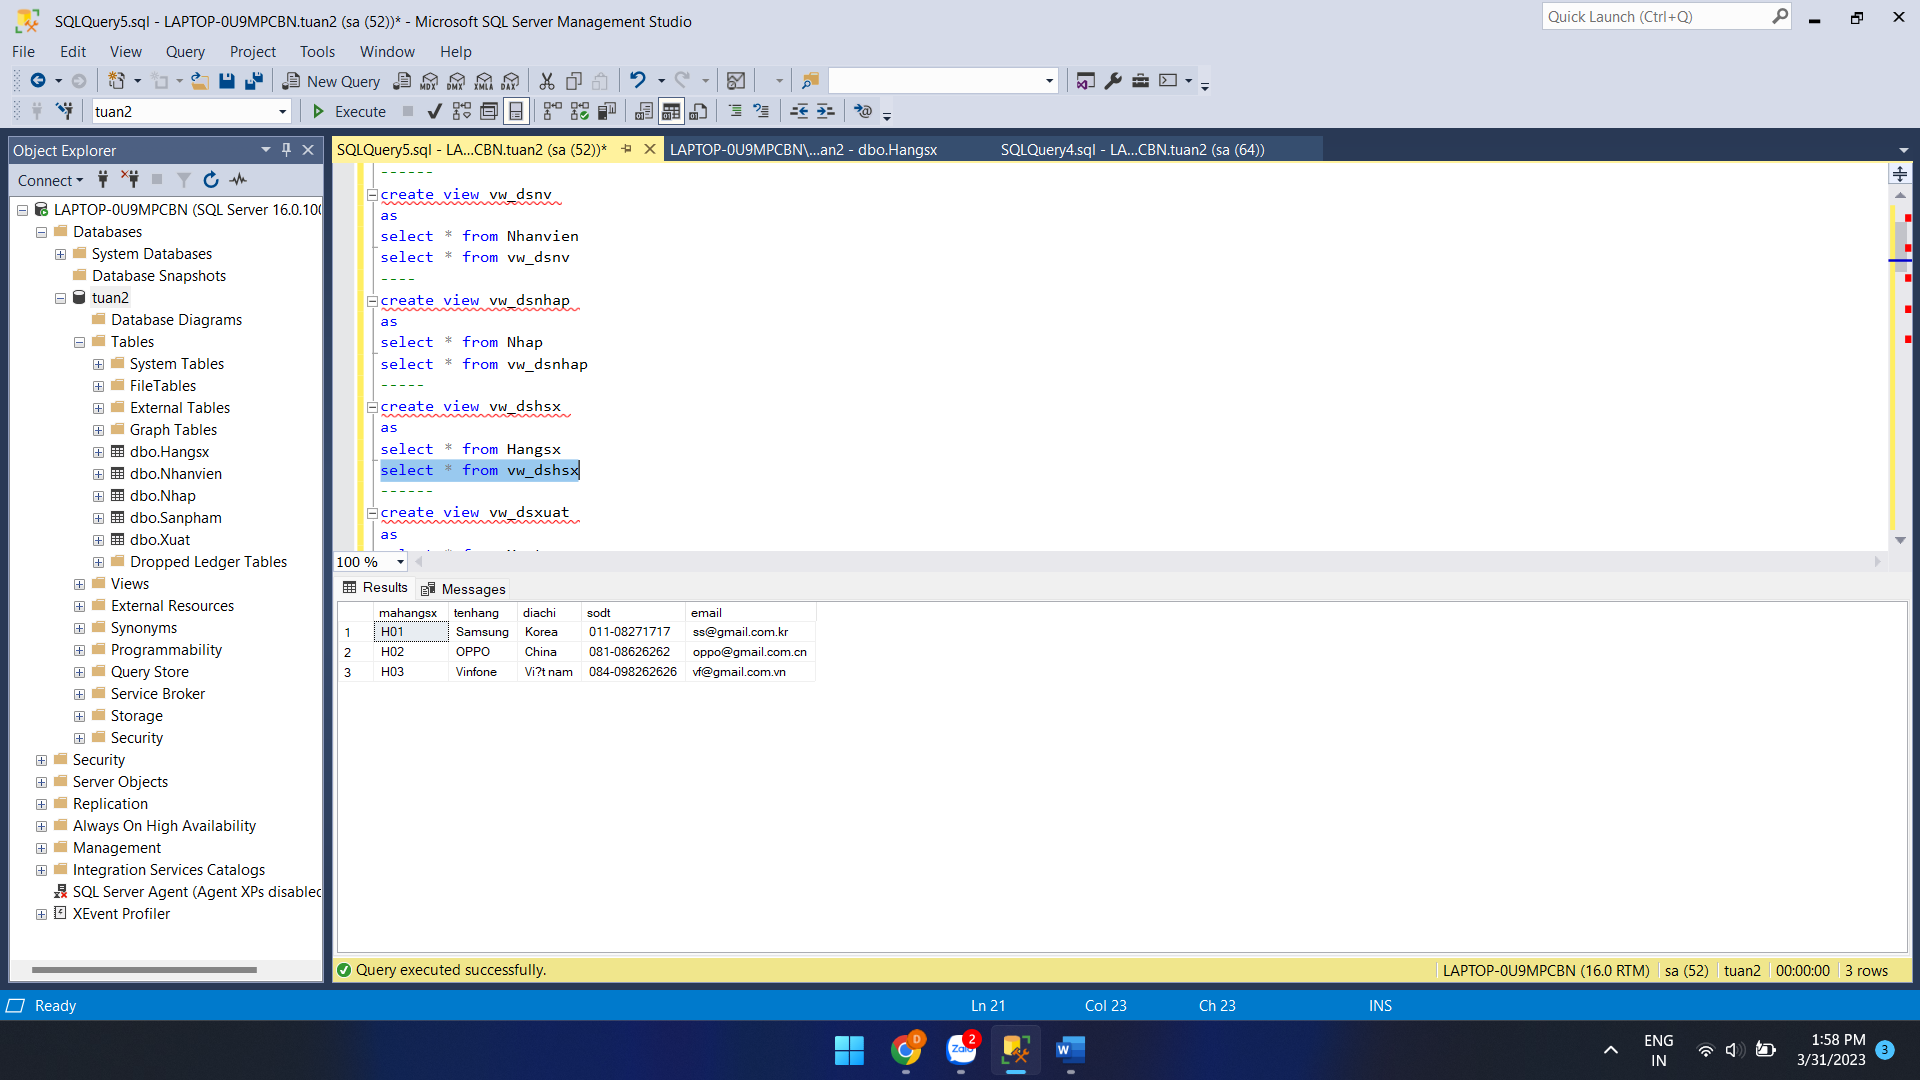 SQLQuery5.sql - LAPTOP-0U9MPCBN.tuan2 (sa (52))* - Microsoft SQL Server Management Studio
Quick Launch (Ctrl+Q)
File Edit View Query Project Tools Window Help
New Query MDX DMX XMLA DAX
tuan2 Execute
Object Explorer
SQLQuery5.sql - LA...CBN.tuan2 (sa (52))* LAPTOP-0U9MPCBN\...an2 - dbo.Hangsx SQLQuery4.sql - LA...CBN.tuan2 (sa (64))
Connect
LAPTOP-0U9MPCBN (SQL Server 16.0.100
Databases
System Databases
Database Snapshots
tuan2
Database Diagrams
Tables
System Tables
FileTables
External Tables
Graph Tables
dbo.Hangsx
dbo.Nhanvien
dbo.Nhap
dbo.Sanpham
dbo.Xuat
Dropped Ledger Tables
Views
External Resources
Synonyms
Programmability
Query Store
Service Broker
Storage
Security
Security
Server Objects
Replication
Always On High Availability
Management
Integration Services Catalogs
SQL Server Agent (Agent XPs disabled
XEvent Profiler
------
create view vw_dsnv
as
select * from Nhanvien
select * from vw_dsnv
----
create view vw_dsnhap
as
select * from Nhap
select * from vw_dsnhap
-----
create view vw_dshsx
as
select * from Hangsx
select * from vw_dshsx
------
create view vw_dsxuat
as
100 %
Results Messages
mahangsx tenhang diachi sodt email
1 H01 Samsung Korea 011-08271717 ss@gmail.com.kr
2 H02 OPPO China 081-08626262 oppo@gmail.com.cn
3 H03 Vinfone Vi?t nam 084-098262626 vf@gmail.com.vn
Query executed successfully. LAPTOP-0U9MPCBN (16.0 RTM) sa (52) tuan2 00:00:00 3 rows
Ready Ln 21 Col 23 Ch 23 INS
D
Zalo 2
W
ENG
IN
1:58 PM
3/31/2023
3